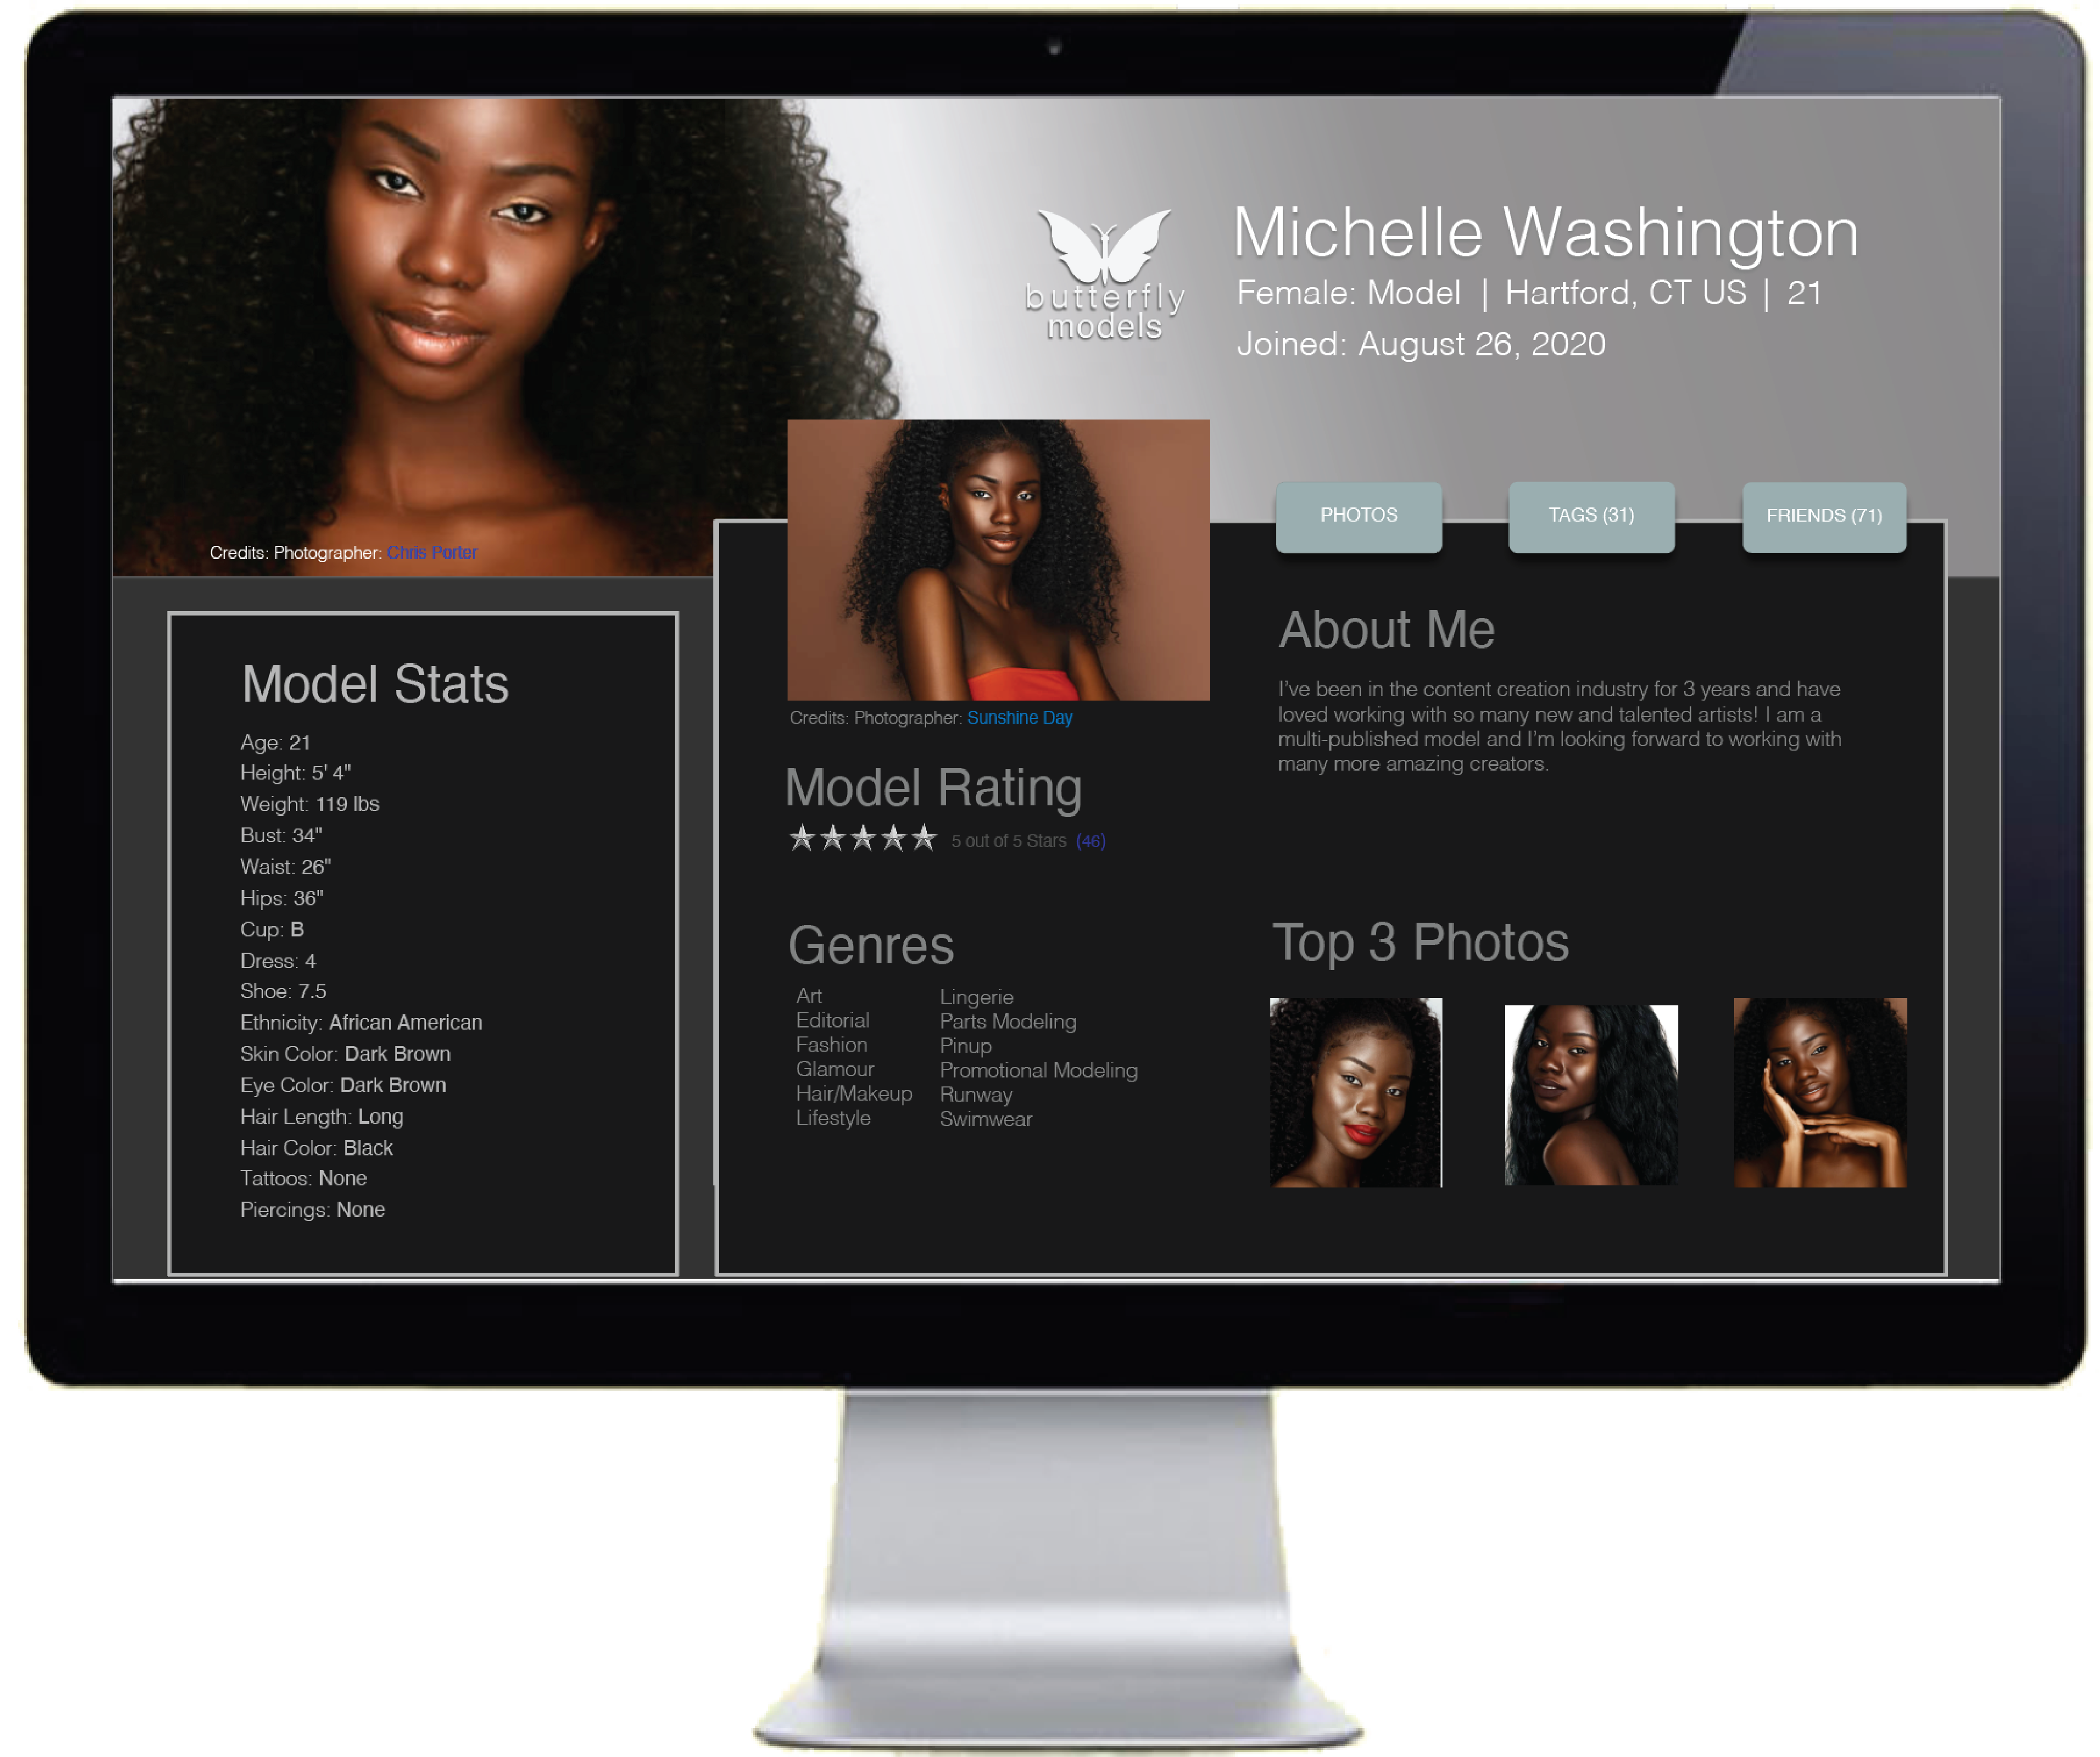 butterfly
models
Michelle Washington
Female: Model | Hartford, CT US | 21
Joined: August 26, 2020
Credits: Photographer: Chris Porter
PHOTOS
TAGS (31)
FRIENDS (71)
Model Stats
Age: 21
Height: 5' 4"
Weight: 119 lbs
Bust: 34"
Waist: 26"
Hips: 36"
Cup: B
Dress: 4
Shoe: 7.5
Ethnicity: African American
Skin Color: Dark Brown
Eye Color: Dark Brown
Hair Length: Long
Hair Color: Black
Tattoos: None
Piercings: None
Credits: Photographer: Sunshine Day
Model Rating
5 out of 5 Stars (46)
Genres
Art
Editorial
Fashion
Glamour
Hair/Makeup
Lifestyle
Lingerie
Parts Modeling
Pinup
Promotional Modeling
Runway
Swimwear
About Me
I've been in the content creation industry for 3 years and have
loved working with so many new and talented artists! I am a
multi-published model and I'm looking forward to working with
many more amazing creators.
Top 3 Photos